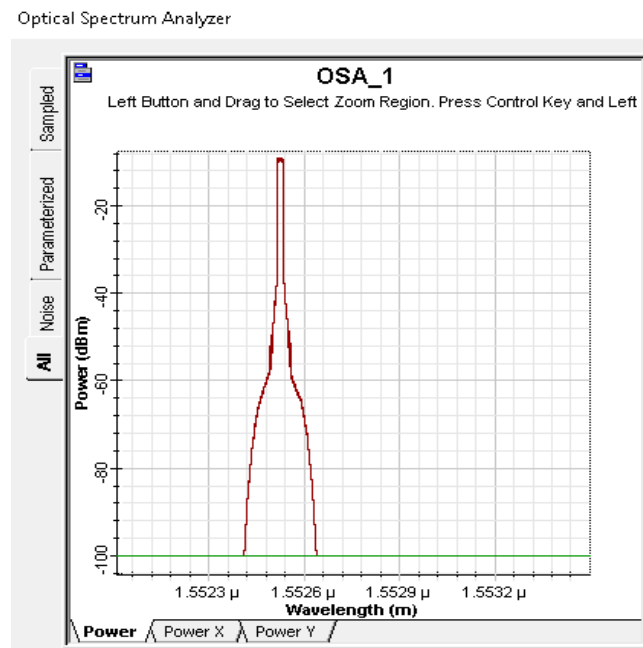 Optical Spectrum Analyzer
OSA_1
Left Button and Drag to Select Zoom Region. Press Control Key and Left
Sampled
Parameterized
Noise
All
Power (dBm)
-20
-40
-60
-80
-100
1.5523 µ 1.5526 µ 1.5529 µ 1.5532 µ
Wavelength (m)
Power Power X Power Y